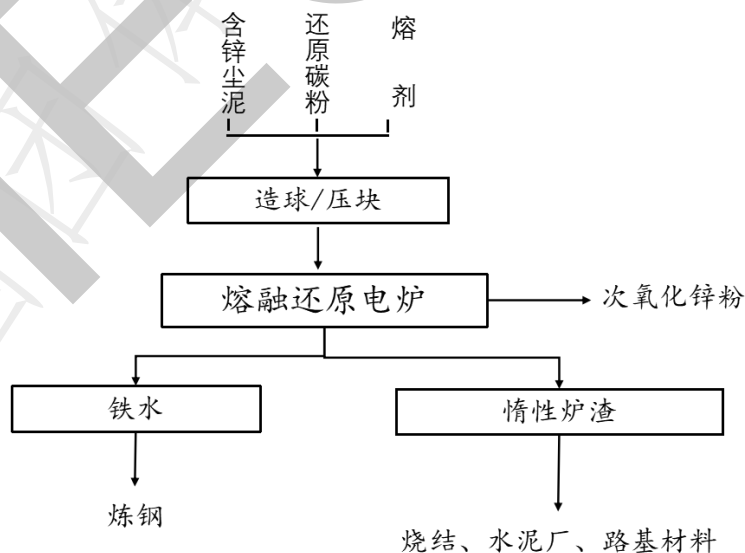 含锌尘泥
还原碳粉
熔剂
造球/压块
熔融还原电炉
次氧化锌粉
铁水
惰性炉渣
炼钢
烧结、水泥厂、路基材料